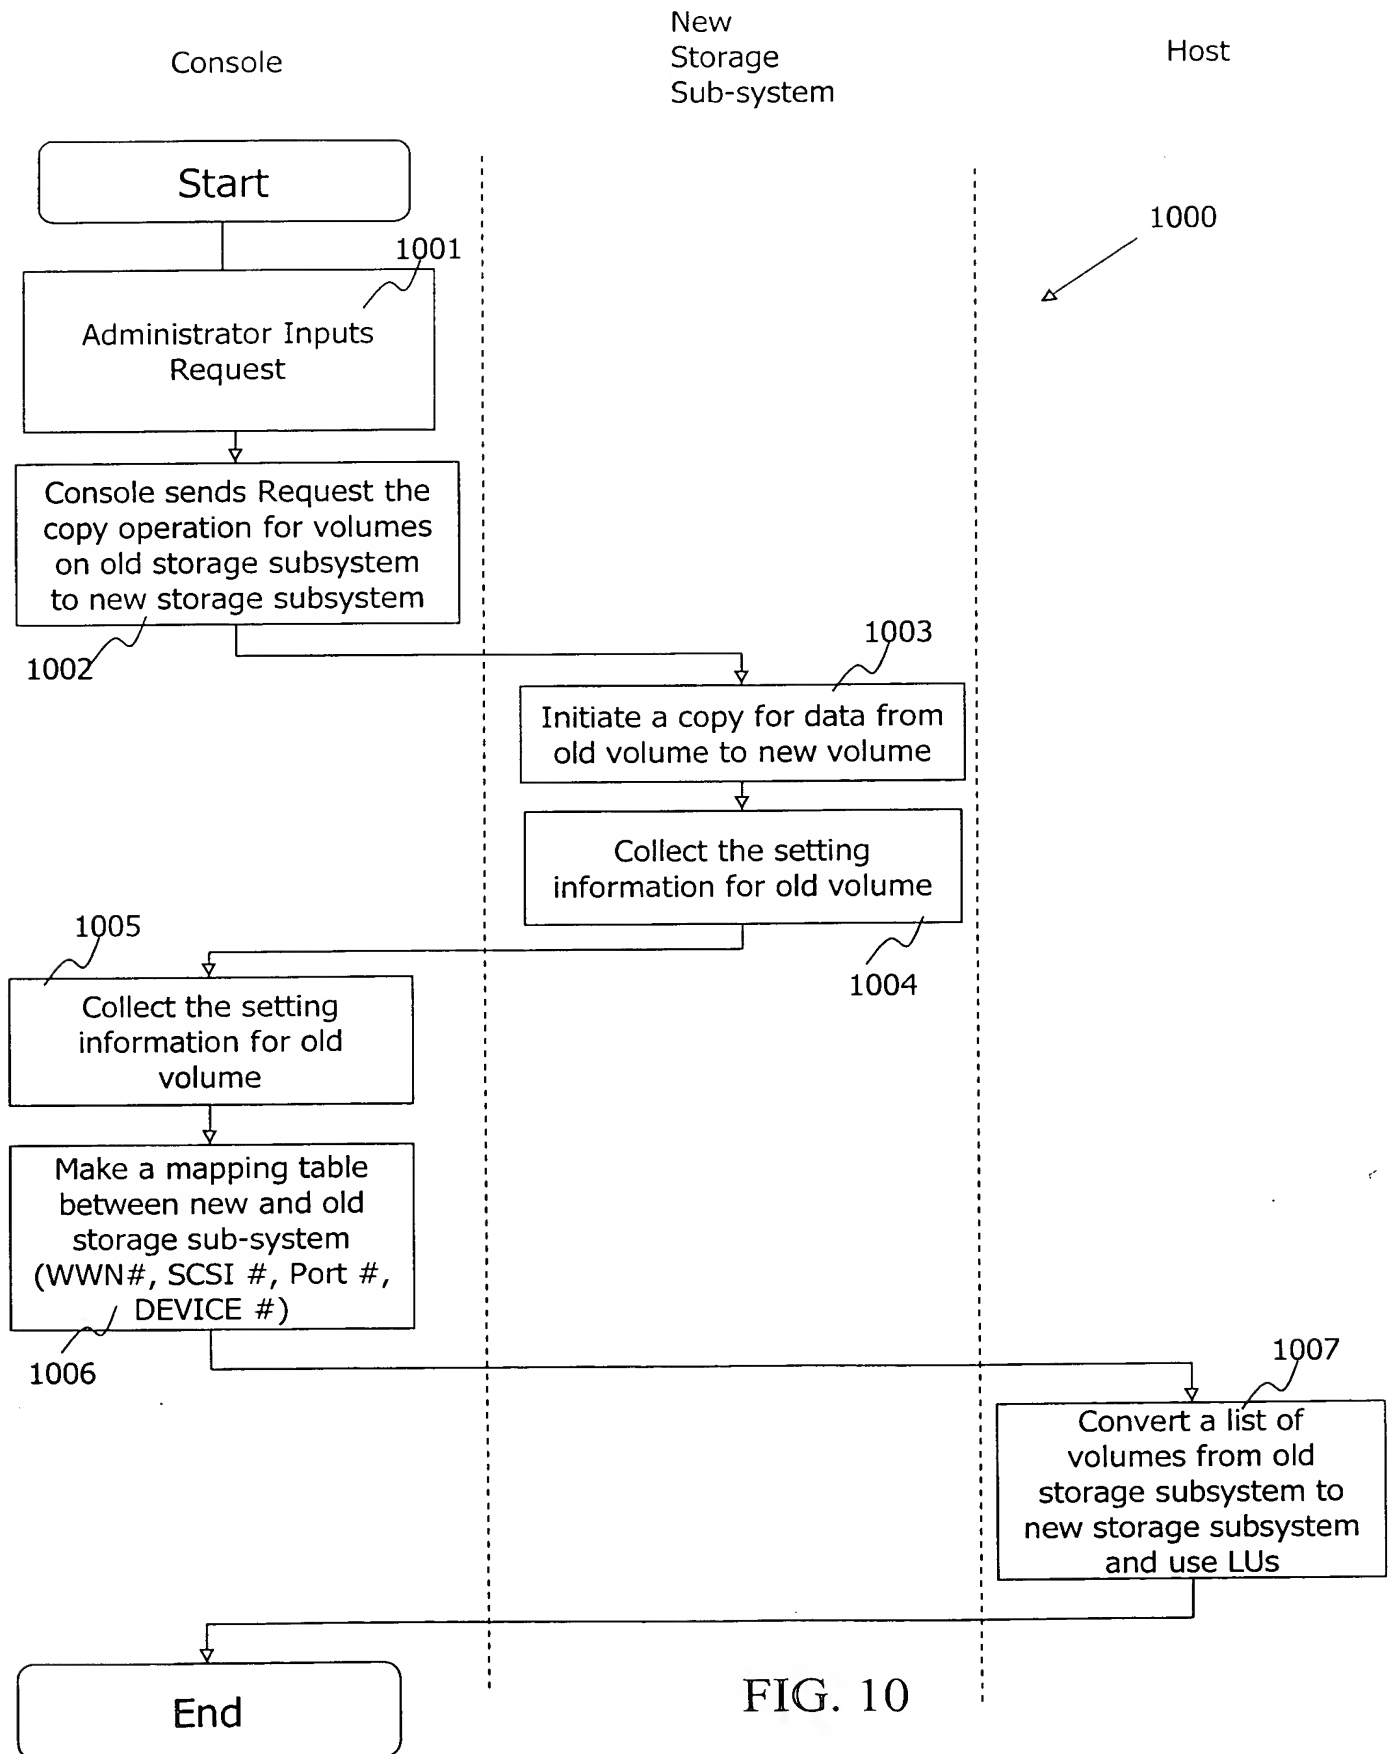 Console
New
Storage
Sub-system
Host
Start
1000
1001
Administrator Inputs
Request
Console sends Request the
copy operation for volumes
on old storage subsystem
to new storage subsystem
1002
1003
Initiate a copy for data from
old volume to new volume
Collect the setting
information for old volume
1004
1005
Collect the setting
information for old
volume
Make a mapping table
between new and old
storage sub-system
(WWN#, SCSI #, Port #,
DEVICE #)
1006
1007
Convert a list of
volumes from old
storage subsystem to
new storage subsystem
and use LUs
End
FIG. 10